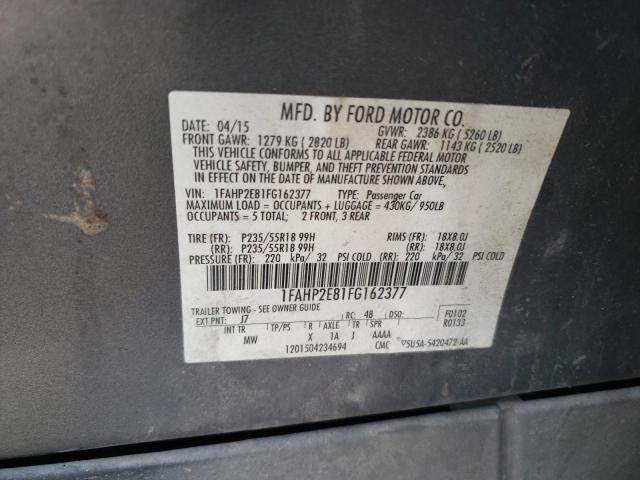 MFD. BY FORD MOTOR CO.
DATE: 04/15 GVWR: 2386 KG ( 5260 LB)
FRONT GAWR: 1279 KG ( 2820 LB) REAR GAWR: 1143 KG ( 2520 LB)
THIS VEHICLE CONFORMS TO ALL APPLICABLE FEDERAL MOTOR
VEHICLE SAFETY, BUMPER, AND THEFT PREVENTION STANDARDS
IN EFFECT ON THE DATE OF MANUFACTURE SHOWN ABOVE.
VIN: 1FAHP2E81FG162377 TYPE: Passenger Car
MAXIMUM LOAD = OCCUPANTS + LUGGAGE = 430KG/ 950LB
OCCUPANTS = 5 TOTAL; 2 FRONT, 3 REAR
TIRE (FR): P235/55R18 99H RIMS (FR): 18X8.0J
(RR): P235/55R18 99H (RR): 18X8.0J
PRESSURE (FR): 220 kPa/ 32 PSI COLD (RR): 220 kPa/ 32 PSI COLD
1FAHP2E81FG162377
TRAILER TOWING - SEE OWNER GUIDE
EXT PNT: J7 RC: 48 DSO: F0102
INT TR TP/PS R AXLE TR SPR R0133
MW X 1A J AAAA
1201504234694 CMC ▽5U5A-5420472-AA